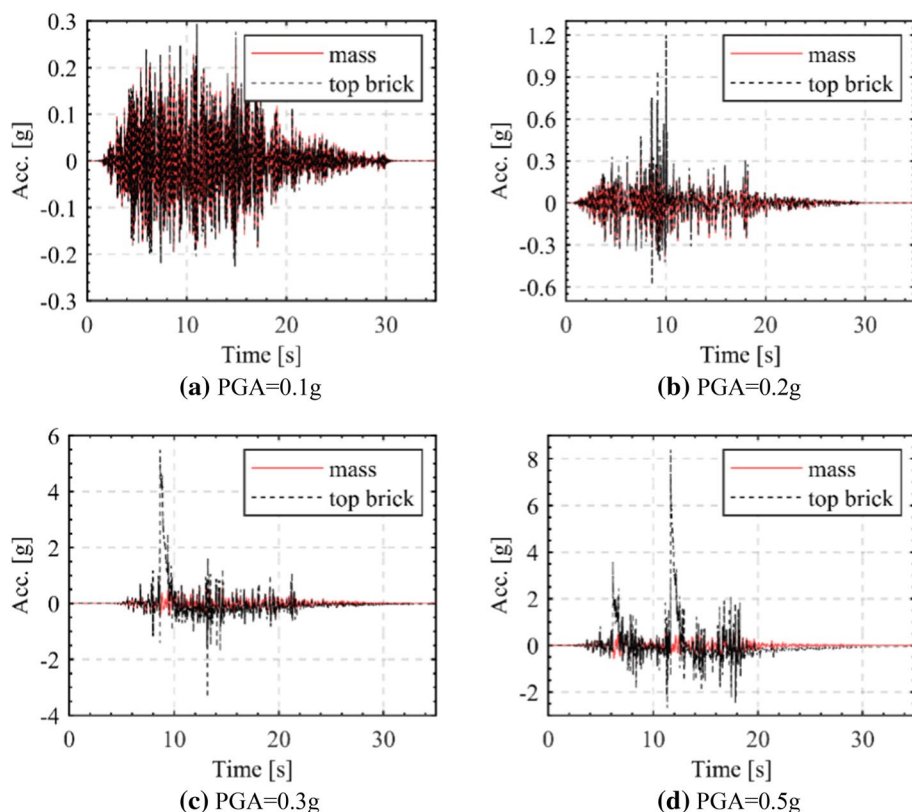 0.3
0.2
0.1
0
-0.1
-0.2
-0.3
Acc. [g]
mass
top brick
0 10 20 30
Time [s]
(a) PGA=0.1g
1.2
0.9
0.6
0.3
0
-0.3
-0.6
Acc. [g]
mass
top brick
0 10 20 30
Time [s]
(b) PGA=0.2g
6
4
2
0
-2
-4
Acc. [g]
mass
top brick
0 10 20 30
Time [s]
(c) PGA=0.3g
8
6
4
2
0
-2
Acc. [g]
mass
top brick
0 10 20 30
Time [s]
(d) PGA=0.5g